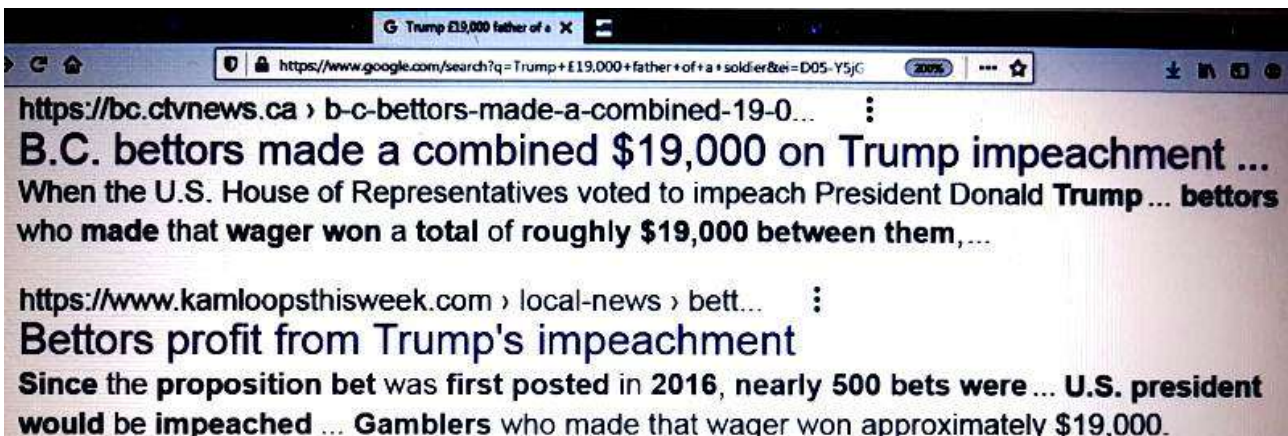 G Trump £19,000 father of a X
https://www.google.com/search?q=Trump+£19,000+father+of+a+soldier&ei=D05-Y5jG 200%
https://bc.ctvnews.ca › b-c-bettors-made-a-combined-19-0...
B.C. bettors made a combined $19,000 on Trump impeachment ...
When the U.S. House of Representatives voted to impeach President Donald Trump ... bettors
who made that wager won a total of roughly $19,000 between them,...
https://www.kamloopsthisweek.com › local-news › bett...
Bettors profit from Trump's impeachment
Since the proposition bet was first posted in 2016, nearly 500 bets were ... U.S. president
would be impeached ... Gamblers who made that wager won approximately $19,000.